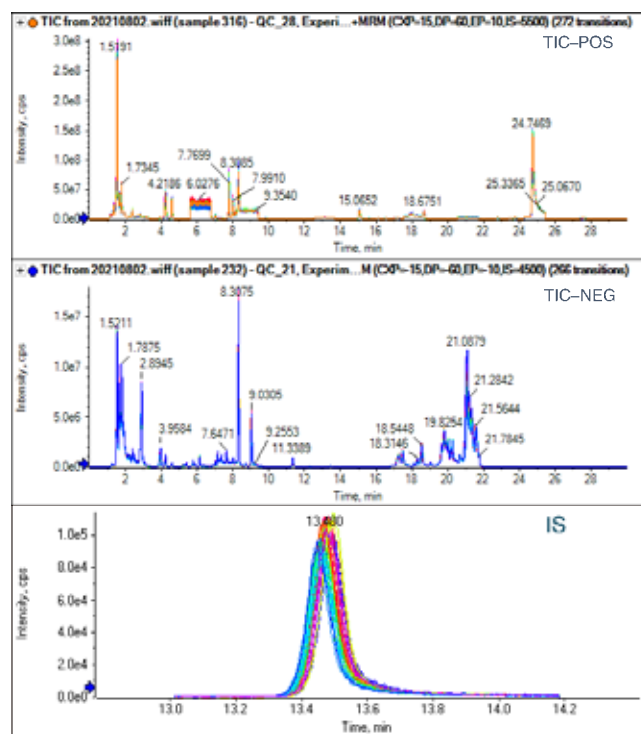 TIC from 20210802.wiff (sample 316) - QC_28, Experi...+MRM (CXP=15,DP=60,EP=10,IS=5500) (272 transitions)
TIC–POS
Intensity, cps
3.0e8
2.5e8
2.0e8
1.5e8
1.0e8
5.0e7
0.0e0
1.5191
1.7345
4.2186
6.0276
7.7699
8.3085
7.9910
9.3540
15.0652
18.6751
24.7469
25.3365
25.0670
2 4 6 8 10 12 14 16 18 20 22 24 26 28
Time, min
TIC from 20210802.wiff (sample 232) - QC_21, Experim...M (CXP=-15,DP=-60,EP=-10,IS=-4500) (266 transitions)
TIC–NEG
Intensity, cps
1.5e7
1.0e7
5.0e6
0.0e0
1.5211
1.7875
2.8945
3.9584
7.6471
8.3075
9.0305
9.2553
11.3389
18.5448
18.3146
19.8254
21.0879
21.2842
21.5644
21.7845
2 4 6 8 10 12 14 16 18 20 22 24 26 28
Time, min
IS
Intensity, cps
1.0e5
8.0e4
6.0e4
4.0e4
2.0e4
0.0e0
13.480
13.0 13.2 13.4 13.6 13.8 14.0 14.2
Time, min